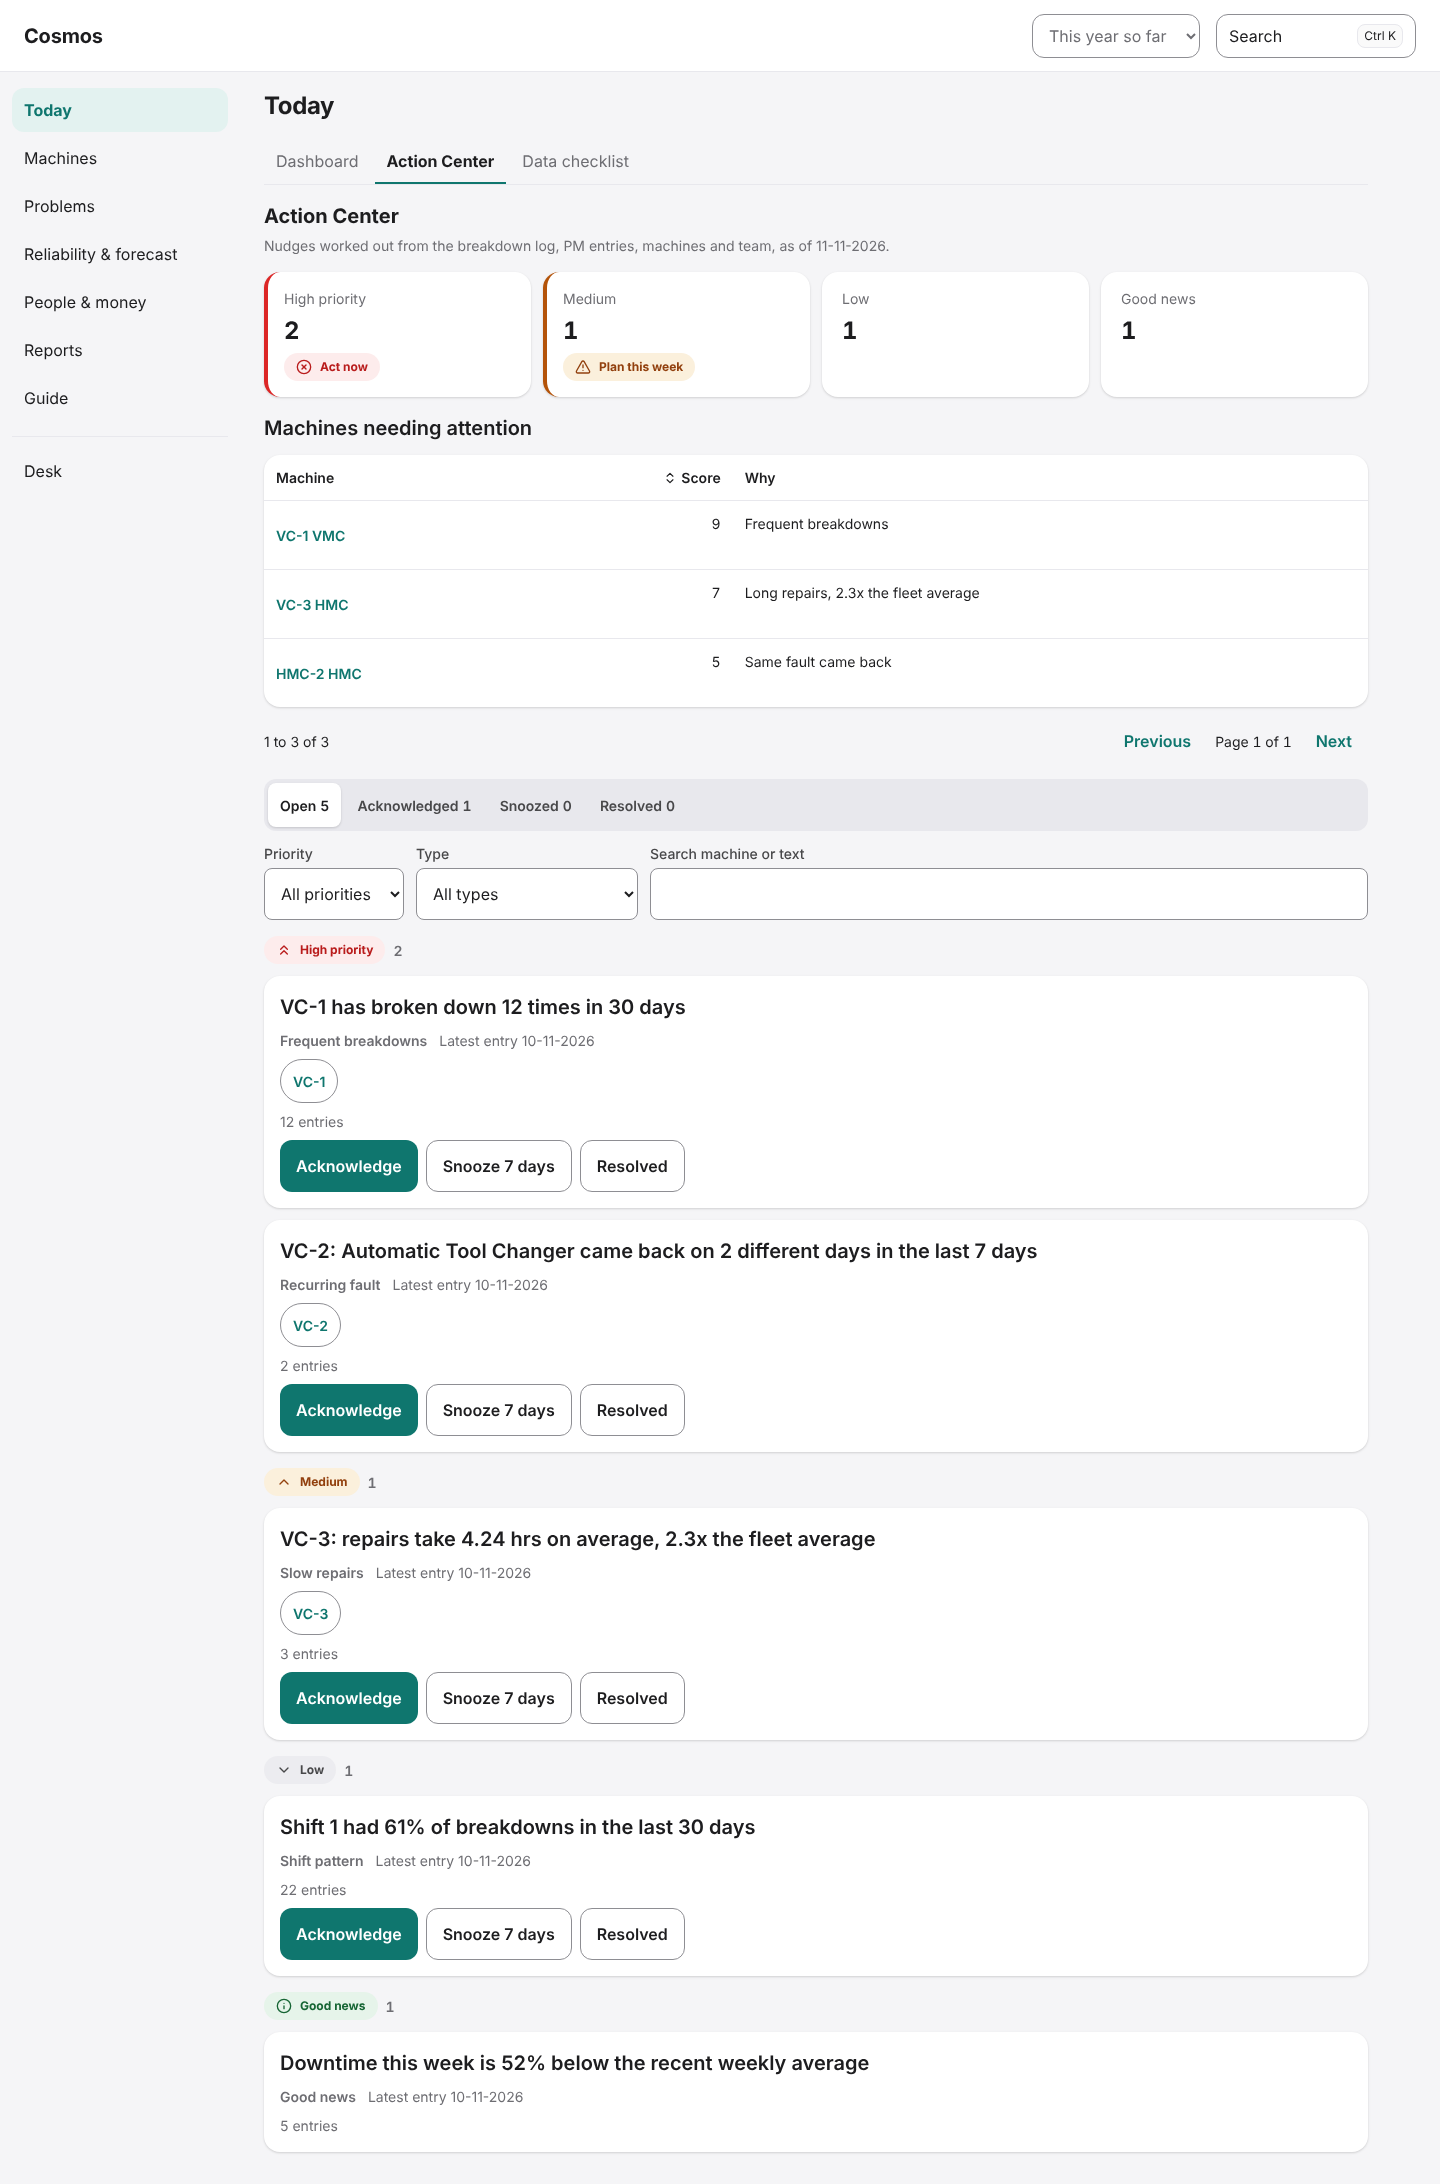 Cosmos
This year so far
Search Ctrl K
Today
Machines
Problems
Reliability & forecast
People & money
Reports
Guide
Desk
Today
Dashboard Action Center Data checklist
Action Center
Nudges worked out from the breakdown log, PM entries, machines and team, as of 11-11-2026.
High priority
2
Act now
Medium
1
Plan this week
Low
1
Good news
1
Machines needing attention
Machine Score Why
VC-1 VMC 9 Frequent breakdowns
VC-3 HMC 7 Long repairs, 2.3x the fleet average
HMC-2 HMC 5 Same fault came back
1 to 3 of 3 Previous Page 1 of 1 Next
Open 5 Acknowledged 1 Snoozed 0 Resolved 0
Priority Type Search machine or text
All priorities All types
High priority 2
VC-1 has broken down 12 times in 30 days
Frequent breakdowns Latest entry 10-11-2026
VC-1
12 entries
Acknowledge Snooze 7 days Resolved
VC-2: Automatic Tool Changer came back on 2 different days in the last 7 days
Recurring fault Latest entry 10-11-2026
VC-2
2 entries
Acknowledge Snooze 7 days Resolved
Medium 1
VC-3: repairs take 4.24 hrs on average, 2.3x the fleet average
Slow repairs Latest entry 10-11-2026
VC-3
3 entries
Acknowledge Snooze 7 days Resolved
Low 1
Shift 1 had 61% of breakdowns in the last 30 days
Shift pattern Latest entry 10-11-2026
22 entries
Acknowledge Snooze 7 days Resolved
Good news 1
Downtime this week is 52% below the recent weekly average
Good news Latest entry 10-11-2026
5 entries